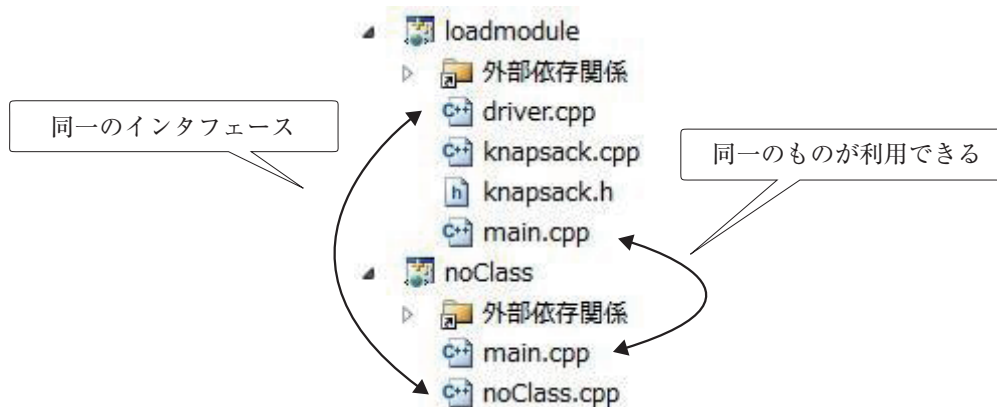 loadmodule
外部依存関係
同一のインタフェース
driver.cpp
knapsack.cpp
同一のものが利用できる
knapsack.h
main.cpp
noClass
外部依存関係
main.cpp
noClass.cpp